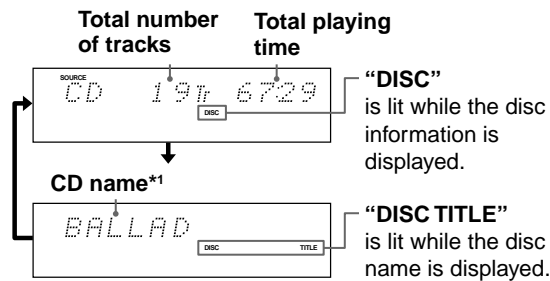 Total number
of tracks
Total playing
time
SOURCE
CD 19Tr 6729
DISC
"DISC"
is lit while the disc
information is
displayed.
CD name*1
BALLAD
DISC TITLE
"DISC TITLE"
is lit while the disc
name is displayed.